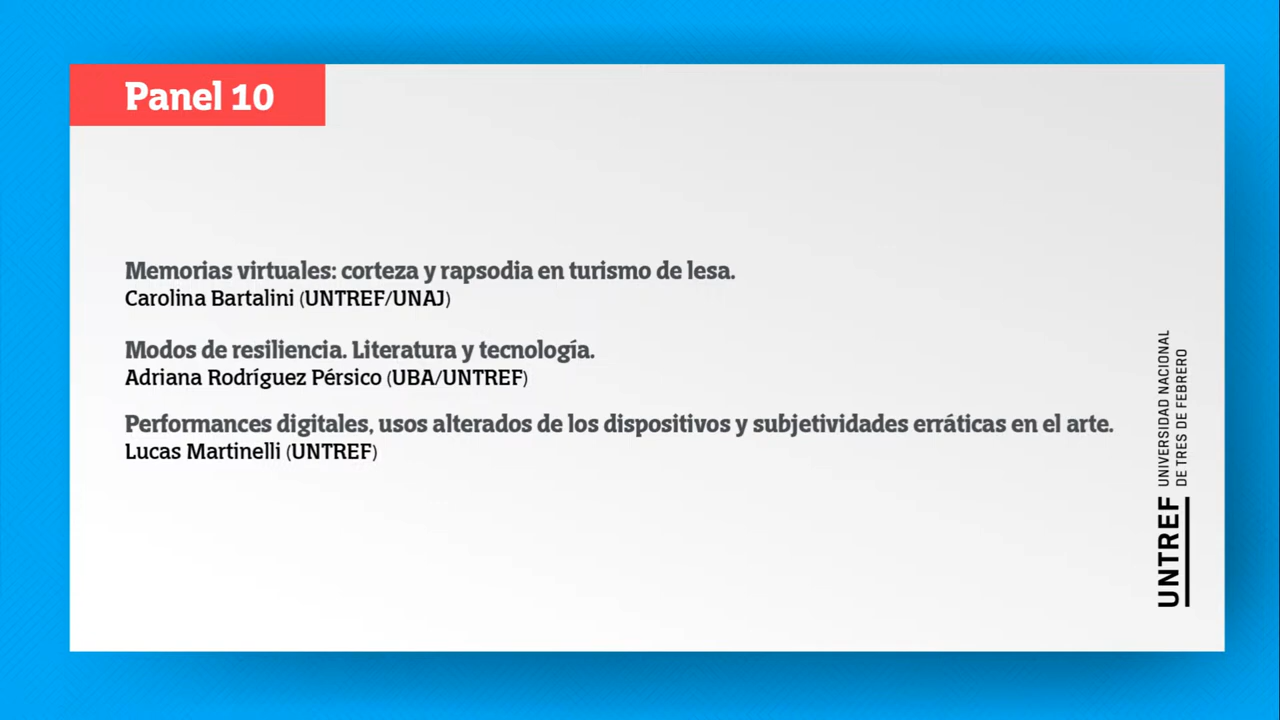 Panel 10
Memorias virtuales: corteza y rapsodia en turismo de lesa.
Carolina Bartalini (UNTREF/UNAJ)
Modos de resiliencia. Literatura y tecnología.
Adriana Rodríguez Pérsico (UBA/UNTREF)
Performances digitales, usos alterados de los dispositivos y subjetividades erráticas en el arte.
Lucas Martinelli (UNTREF)
UNTREF
UNIVERSIDAD NACIONAL
DE TRES DE FEBRERO